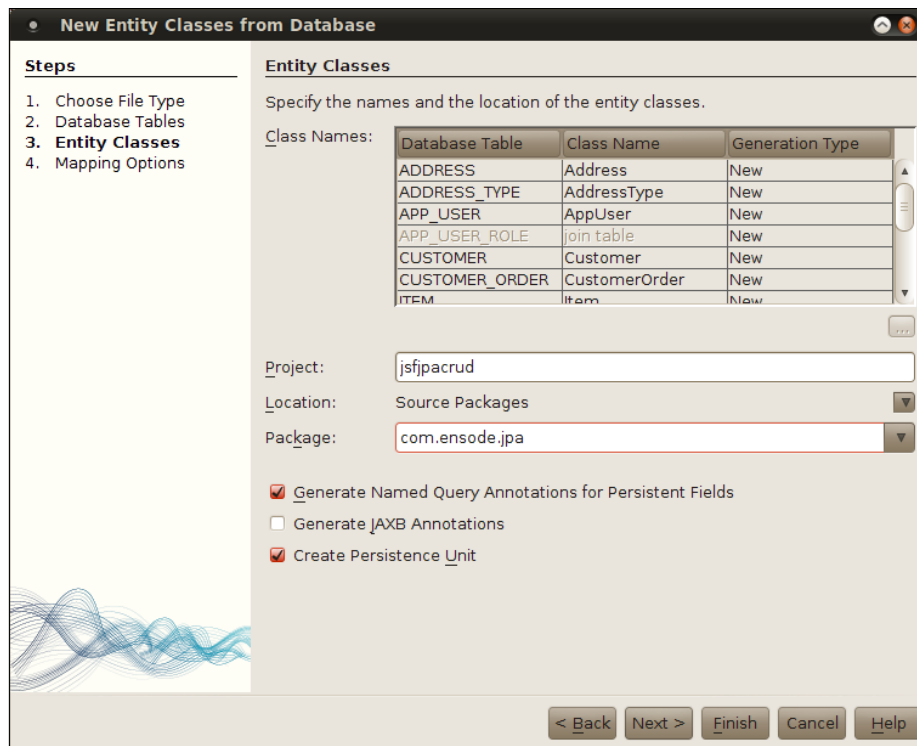 New Entity Classes from Database
Steps
1. Choose File Type
2. Database Tables
3. Entity Classes
4. Mapping Options
Entity Classes
Specify the names and the location of the entity classes.
Class Names:
Database Table Class Name Generation Type
ADDRESS Address New
ADDRESS_TYPE AddressType New
APP_USER AppUser New
APP_USER_ROLE join table New
CUSTOMER Customer New
CUSTOMER_ORDER CustomerOrder New
ITEM Item New
...
Project: jsfjpacrud
Location: Source Packages
Package: com.ensode.jpa
Generate Named Query Annotations for Persistent Fields
Generate JAXB Annotations
Create Persistence Unit
< Back Next > Finish Cancel Help